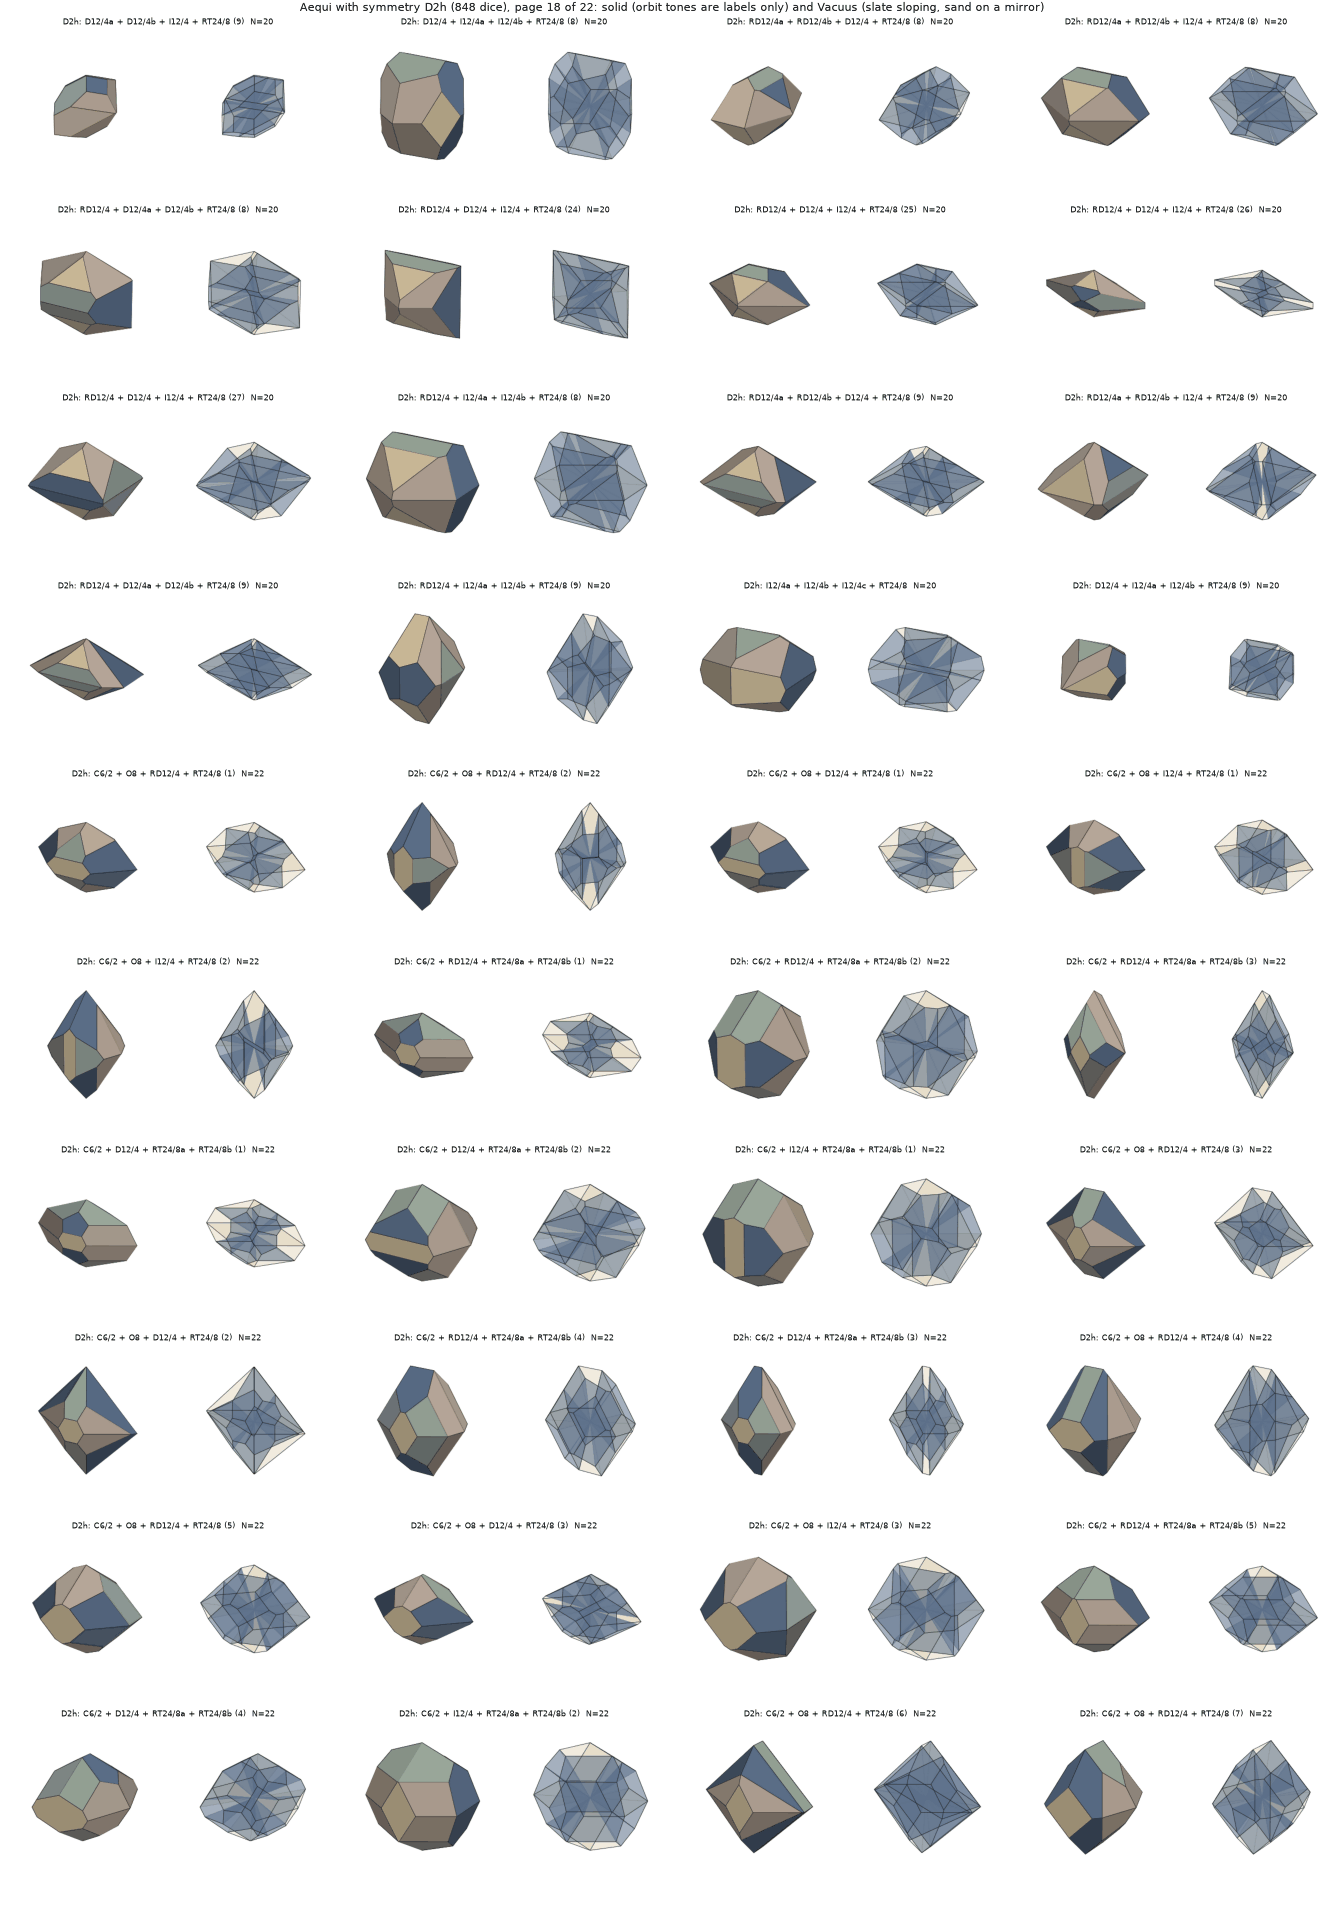 Aequi with symmetry D2h (848 dice), page 18 of 22: solid (orbit tones are labels only) and Vacuus (slate sloping, sand on a mirror)
D2h: D12/4a + D12/4b + I12/4 + RT24/8 (9) N=20
D2h: D12/4 + I12/4a + I12/4b + RT24/8 (8) N=20
D2h: RD12/4a + RD12/4b + D12/4 + RT24/8 (8) N=20
D2h: RD12/4a + RD12/4b + I12/4 + RT24/8 (8) N=20
D2h: RD12/4 + D12/4a + D12/4b + RT24/8 (8) N=20
D2h: RD12/4 + D12/4 + I12/4 + RT24/8 (24) N=20
D2h: RD12/4 + D12/4 + I12/4 + RT24/8 (25) N=20
D2h: RD12/4 + D12/4 + I12/4 + RT24/8 (26) N=20
D2h: RD12/4 + D12/4 + I12/4 + RT24/8 (27) N=20
D2h: RD12/4 + I12/4a + I12/4b + RT24/8 (8) N=20
D2h: RD12/4a + RD12/4b + D12/4 + RT24/8 (9) N=20
D2h: RD12/4a + RD12/4b + I12/4 + RT24/8 (9) N=20
D2h: RD12/4 + D12/4a + D12/4b + RT24/8 (9) N=20
D2h: RD12/4 + I12/4a + I12/4b + RT24/8 (9) N=20
D2h: I12/4a + I12/4b + I12/4c + RT24/8 N=20
D2h: D12/4 + I12/4a + I12/4b + RT24/8 (9) N=20
D2h: C6/2 + O8 + RD12/4 + RT24/8 (1) N=22
D2h: C6/2 + O8 + RD12/4 + RT24/8 (2) N=22
D2h: C6/2 + O8 + D12/4 + RT24/8 (1) N=22
D2h: C6/2 + O8 + I12/4 + RT24/8 (1) N=22
D2h: C6/2 + O8 + I12/4 + RT24/8 (2) N=22
D2h: C6/2 + RD12/4 + RT24/8a + RT24/8b (1) N=22
D2h: C6/2 + RD12/4 + RT24/8a + RT24/8b (2) N=22
D2h: C6/2 + RD12/4 + RT24/8a + RT24/8b (3) N=22
D2h: C6/2 + D12/4 + RT24/8a + RT24/8b (1) N=22
D2h: C6/2 + D12/4 + RT24/8a + RT24/8b (2) N=22
D2h: C6/2 + I12/4 + RT24/8a + RT24/8b (1) N=22
D2h: C6/2 + O8 + RD12/4 + RT24/8 (3) N=22
D2h: C6/2 + O8 + D12/4 + RT24/8 (2) N=22
D2h: C6/2 + RD12/4 + RT24/8a + RT24/8b (4) N=22
D2h: C6/2 + D12/4 + RT24/8a + RT24/8b (3) N=22
D2h: C6/2 + O8 + RD12/4 + RT24/8 (4) N=22
D2h: C6/2 + O8 + RD12/4 + RT24/8 (5) N=22
D2h: C6/2 + O8 + D12/4 + RT24/8 (3) N=22
D2h: C6/2 + O8 + I12/4 + RT24/8 (3) N=22
D2h: C6/2 + RD12/4 + RT24/8a + RT24/8b (5) N=22
D2h: C6/2 + D12/4 + RT24/8a + RT24/8b (4) N=22
D2h: C6/2 + I12/4 + RT24/8a + RT24/8b (2) N=22
D2h: C6/2 + O8 + RD12/4 + RT24/8 (6) N=22
D2h: C6/2 + O8 + RD12/4 + RT24/8 (7) N=22